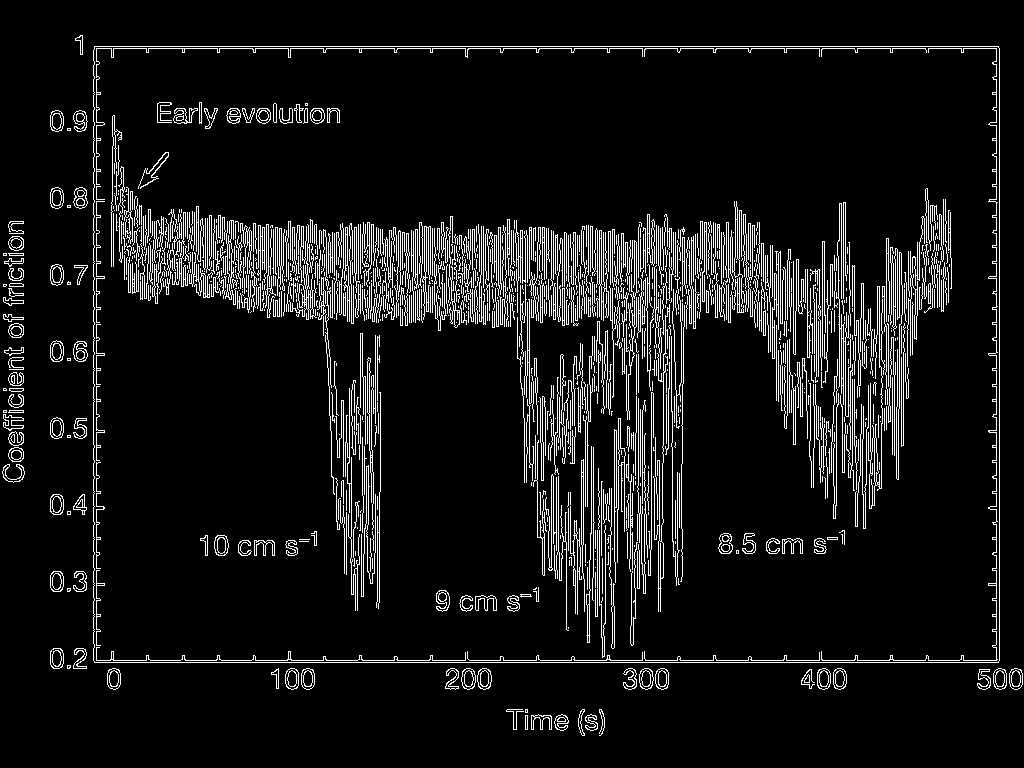 1
0.9
Early evolution
0.8
0.7
0.6
0.5
0.4
0.3
0.2
Coefficient of friction
10 cm s⁻¹
9 cm s⁻¹
8.5 cm s⁻¹
0 100 200 300 400 500
Time (s)